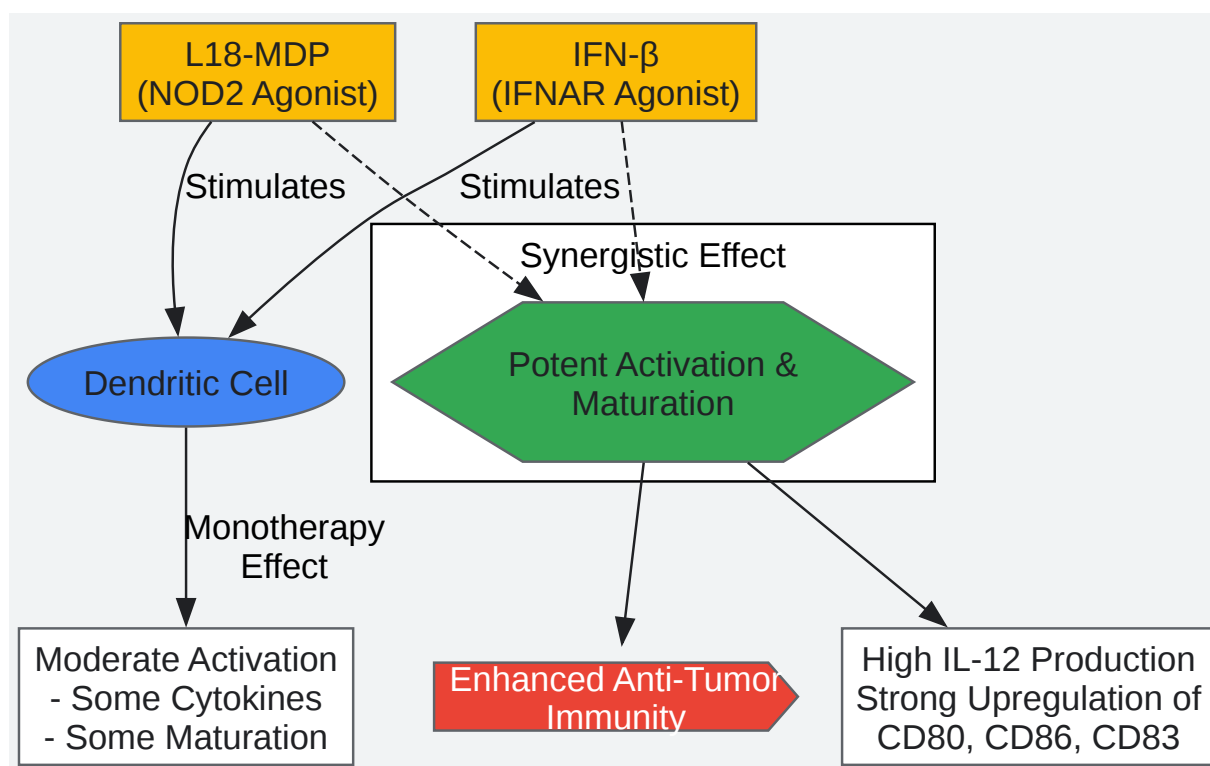 L18-MDP
(NOD2 Agonist)
IFN-β
(IFNAR Agonist)
Stimulates
Stimulates
Synergistic Effect
Dendritic Cell
Potent Activation &
Maturation
Monotherapy
Effect
Moderate Activation
- Some Cytokines
- Some Maturation
Enhanced Anti-Tumor
Immunity
High IL-12 Production
Strong Upregulation of
CD80, CD86, CD83